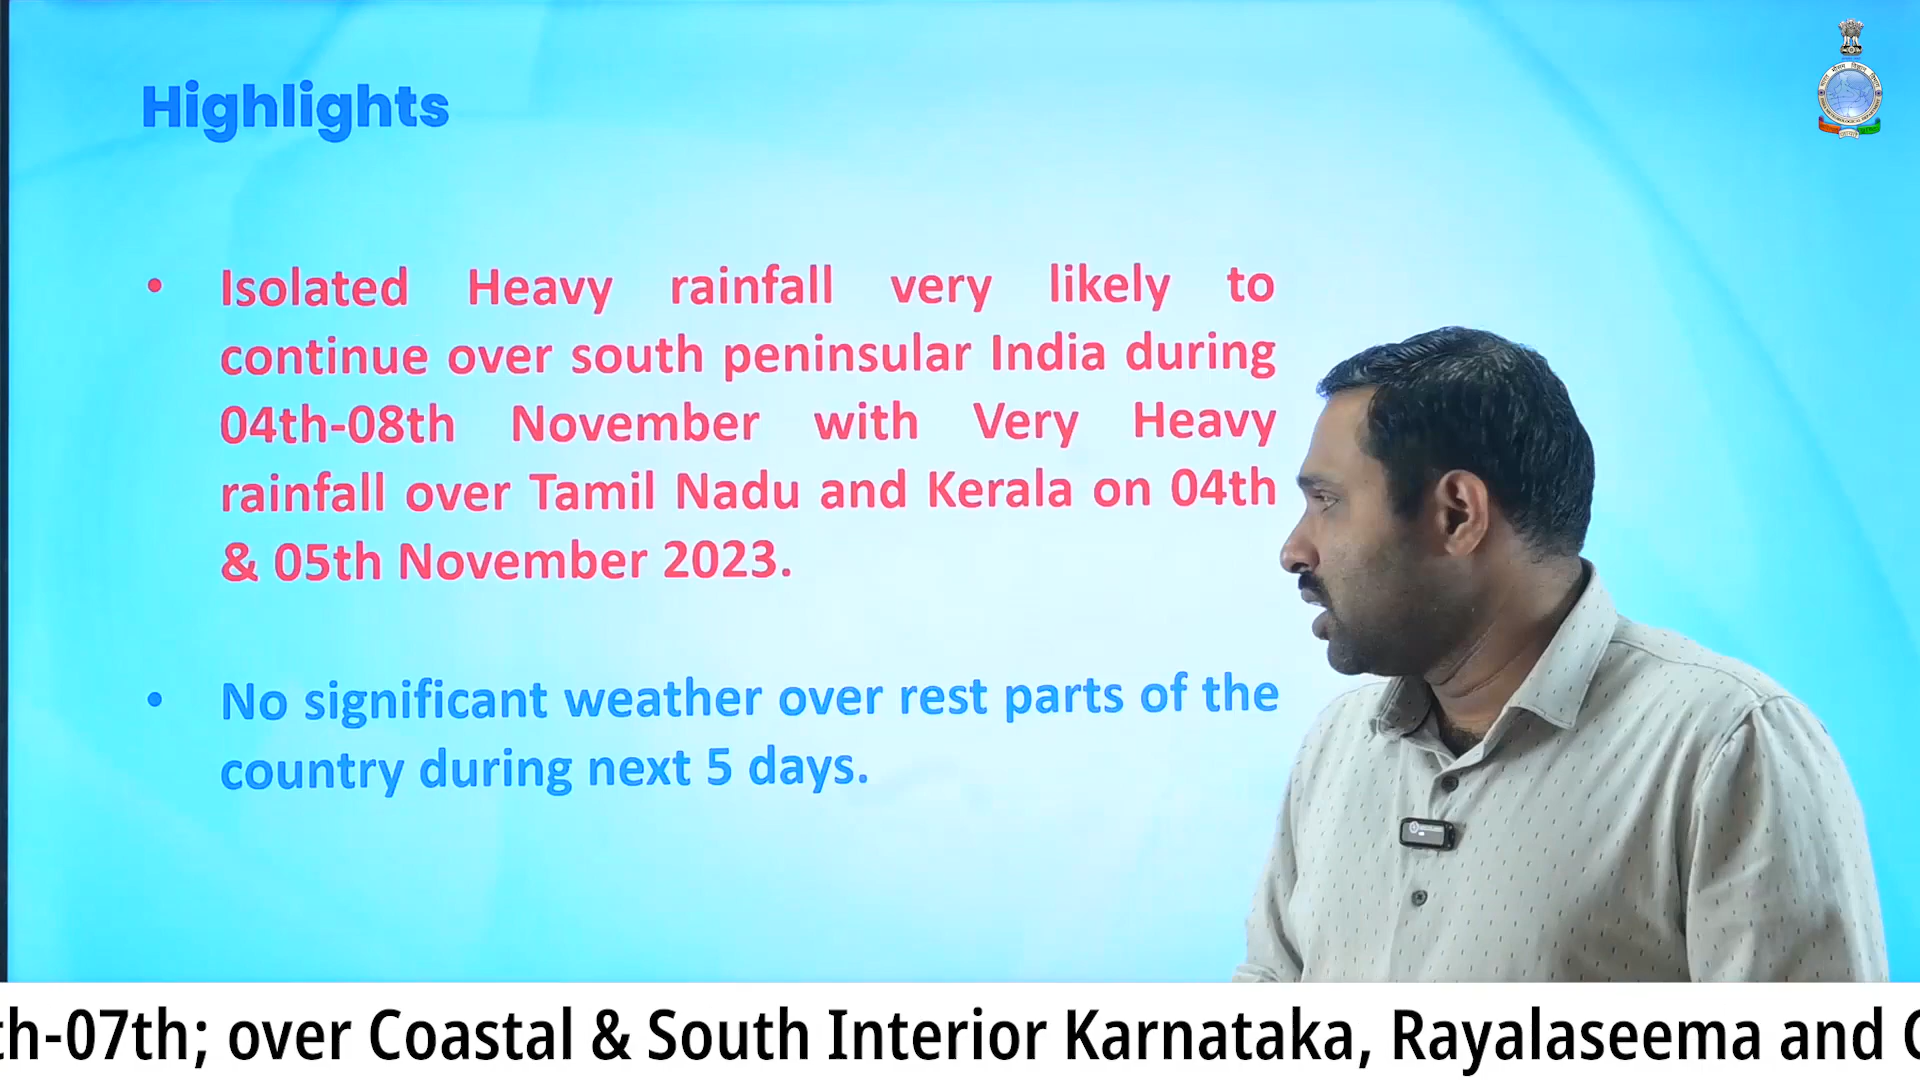 Highlights
• Isolated Heavy rainfall very likely to
continue over south peninsular India during
04th-08th November with Very Heavy
rainfall over Tamil Nadu and Kerala on 04th
& 05th November 2023.
• No significant weather over rest parts of the
country during next 5 days.
th-07th; over Coastal & South Interior Karnataka, Rayalaseema and